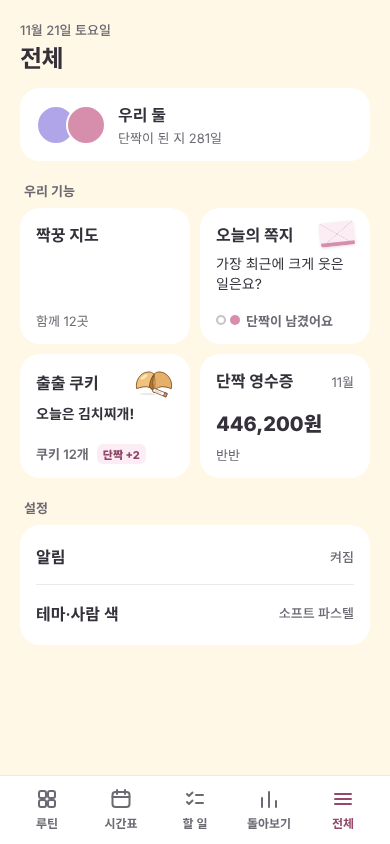 11월 21일 토요일
전체
우리 둘
단짝이 된 지 281일
우리 기능
짝꿍 지도
함께 12곳
오늘의 쪽지
가장 최근에 크게 웃은
일은요?
단짝이 남겼어요
출출 쿠키
오늘은 김치찌개!
쿠키 12개 단짝 +2
단짝 영수증 11월
446,200원
반반
설정
알림 켜짐
테마·사람 색 소프트 파스텔
루틴 시간표 할 일 돌아보기 전체